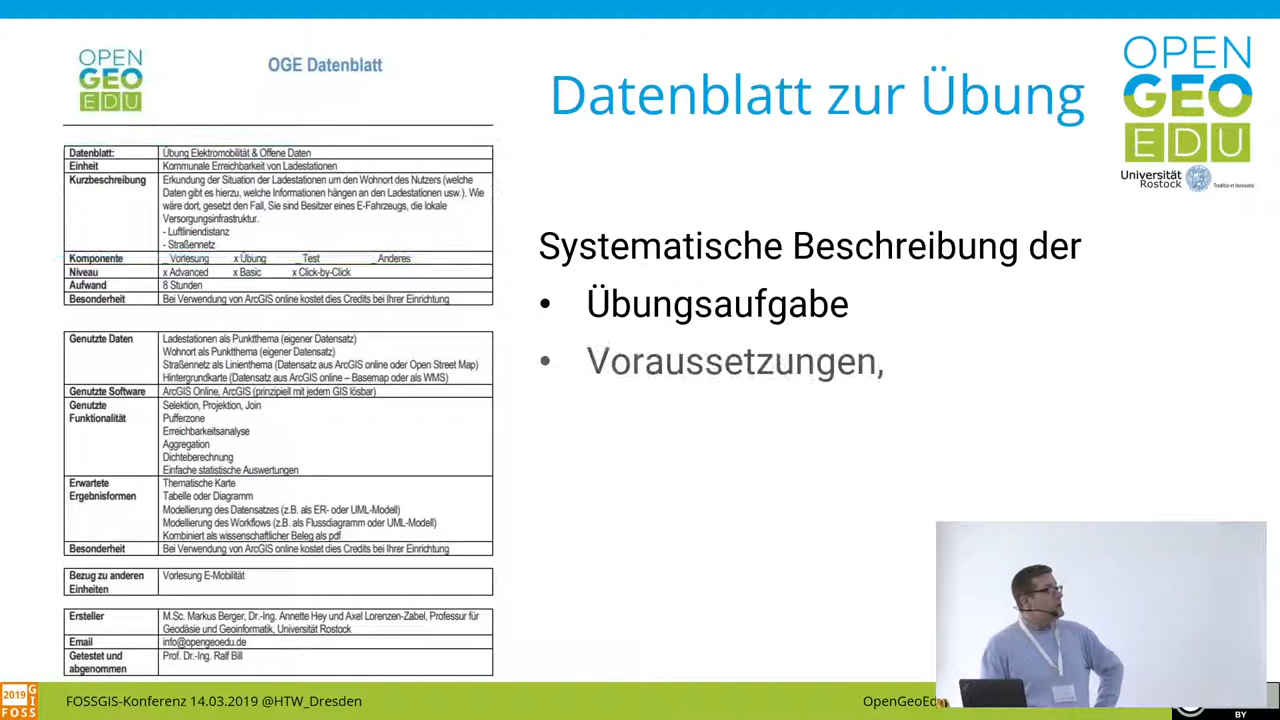 OPEN
GEO
EDU
OGE Datenblatt
Datenblatt: Übung Elektromobilität & Offene Daten
Einheit Kommunale Erreichbarkeit von Ladestationen
Kurzbeschreibung Erkundung der Situation der Ladestationen um den Wohnort des Nutzers (welche
Daten gibt es hierzu, welche Informationen hängen an den Ladestationen usw.). Wie
wäre dort, gesetzt den Fall, Sie sind Besitzer eines E-Fahrzeugs, die lokale
Versorgungsinfrastruktur.
- Luftliniendistanz
- Straßennetz
Komponente _ Vorlesung x Übung _ Test _ Anderes
Niveau x Advanced x Basic x Click-by-Click
Aufwand 8 Stunden
Besonderheit Bei Verwendung von ArcGIS online kostet dies Credits bei Ihrer Einrichtung
Genutzte Daten Ladestationen als Punktthema (eigener Datensatz)
Wohnort als Punktthema (eigener Datensatz)
Straßennetz als Linienthema (Datensatz aus ArcGIS online oder Open Street Map)
Hintergrundkarte (Datensatz aus ArcGIS online – Basemap oder als WMS)
Genutzte Software ArcGIS Online, ArcGIS (prinzipiell mit jedem GIS lösbar)
Genutzte Selektion, Projektion, Join
Funktionalität Pufferzone
Erreichbarkeitsanalyse
Aggregation
Dichteberechnung
Einfache statistische Auswertungen
Erwartete Thematische Karte
Ergebnisformen Tabelle oder Diagramm
Modellierung des Datensatzes (z.B. als ER- oder UML-Modell)
Modellierung des Workflows (z.B. als Flussdiagramm oder UML-Modell)
Kombiniert als wissenschaftlicher Beleg als pdf
Besonderheit Bei Verwendung von ArcGIS online kostet dies Credits bei Ihrer Einrichtung
Bezug zu anderen Vorlesung E-Mobilität
Einheiten
Ersteller M.Sc. Markus Berger, Dr.-Ing. Annette Hey und Axel Lorenzen-Zabel, Professur für
Geodäsie und Geoinformatik, Universität Rostock
Email info@opengeoedu.de
Getestet und Prof. Dr.-Ing. Ralf Bill
abgenommen
Datenblatt zur Übung
OPEN
GEO
EDU
Universität
Rostock
Traditio et Innovatio
Systematische Beschreibung der
• Übungsaufgabe
• Voraussetzungen,
2019
GIS
FOSS
FOSSGIS-Konferenz 14.03.2019 @HTW_Dresden
OpenGeoEdu
BY